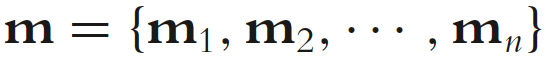 m = {m₁, m₂, ⋯ , mₙ}